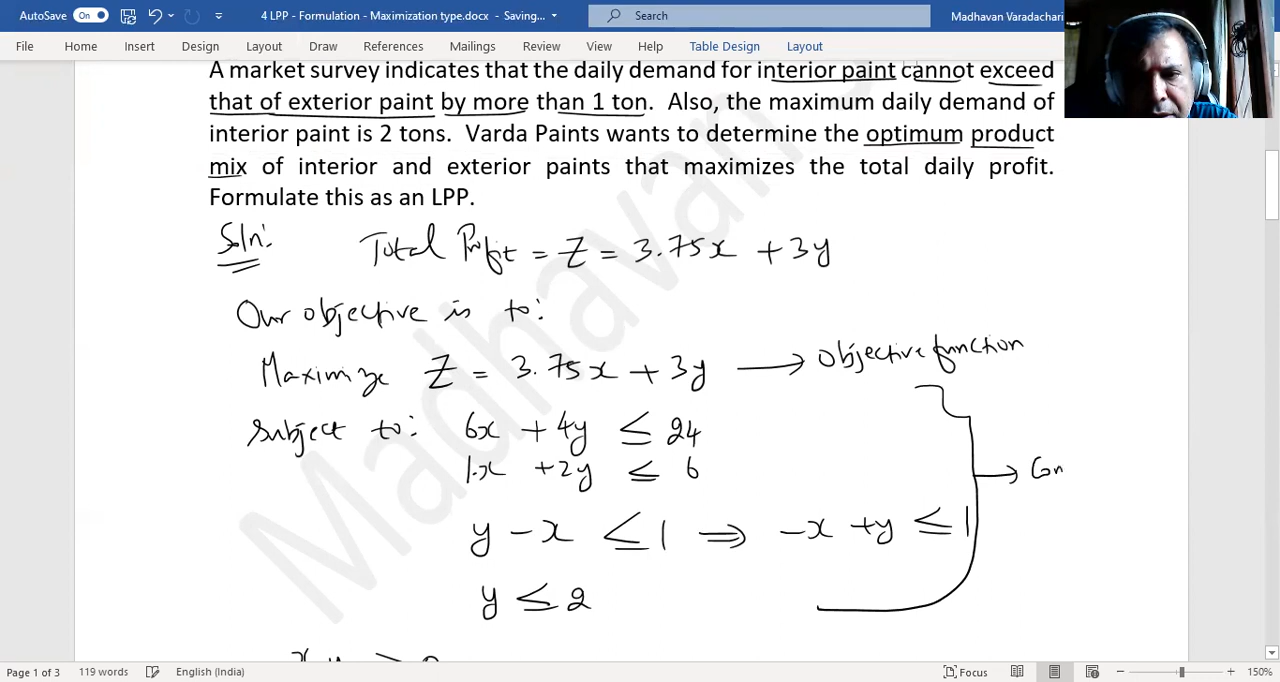 AutoSave On 4 LPP - Formulation - Maximization type.docx - Saving... Search Madhavan Varadachari
File Home Insert Design Layout Draw References Mailings Review View Help Table Design Layout
A market survey indicates that the daily demand for interior paint cannot exceed
that of exterior paint by more than 1 ton. Also, the maximum daily demand of
interior paint is 2 tons. Varda Paints wants to determine the optimum product
mix of interior and exterior paints that maximizes the total daily profit.
Formulate this as an LPP.
Soln: Total Profit = Z = 3.75x + 3y
Our objective is to:
Maximize Z = 3.75x + 3y → Objective function
Subject to: 6x + 4y ≤ 24
1.x + 2y ≤ 6 → Con
y - x ≤ 1 ⇒ -x + y ≤ 1
y ≤ 2
x, y ≥ 0
Madhavan
Page 1 of 3 119 words English (India) Focus 150%